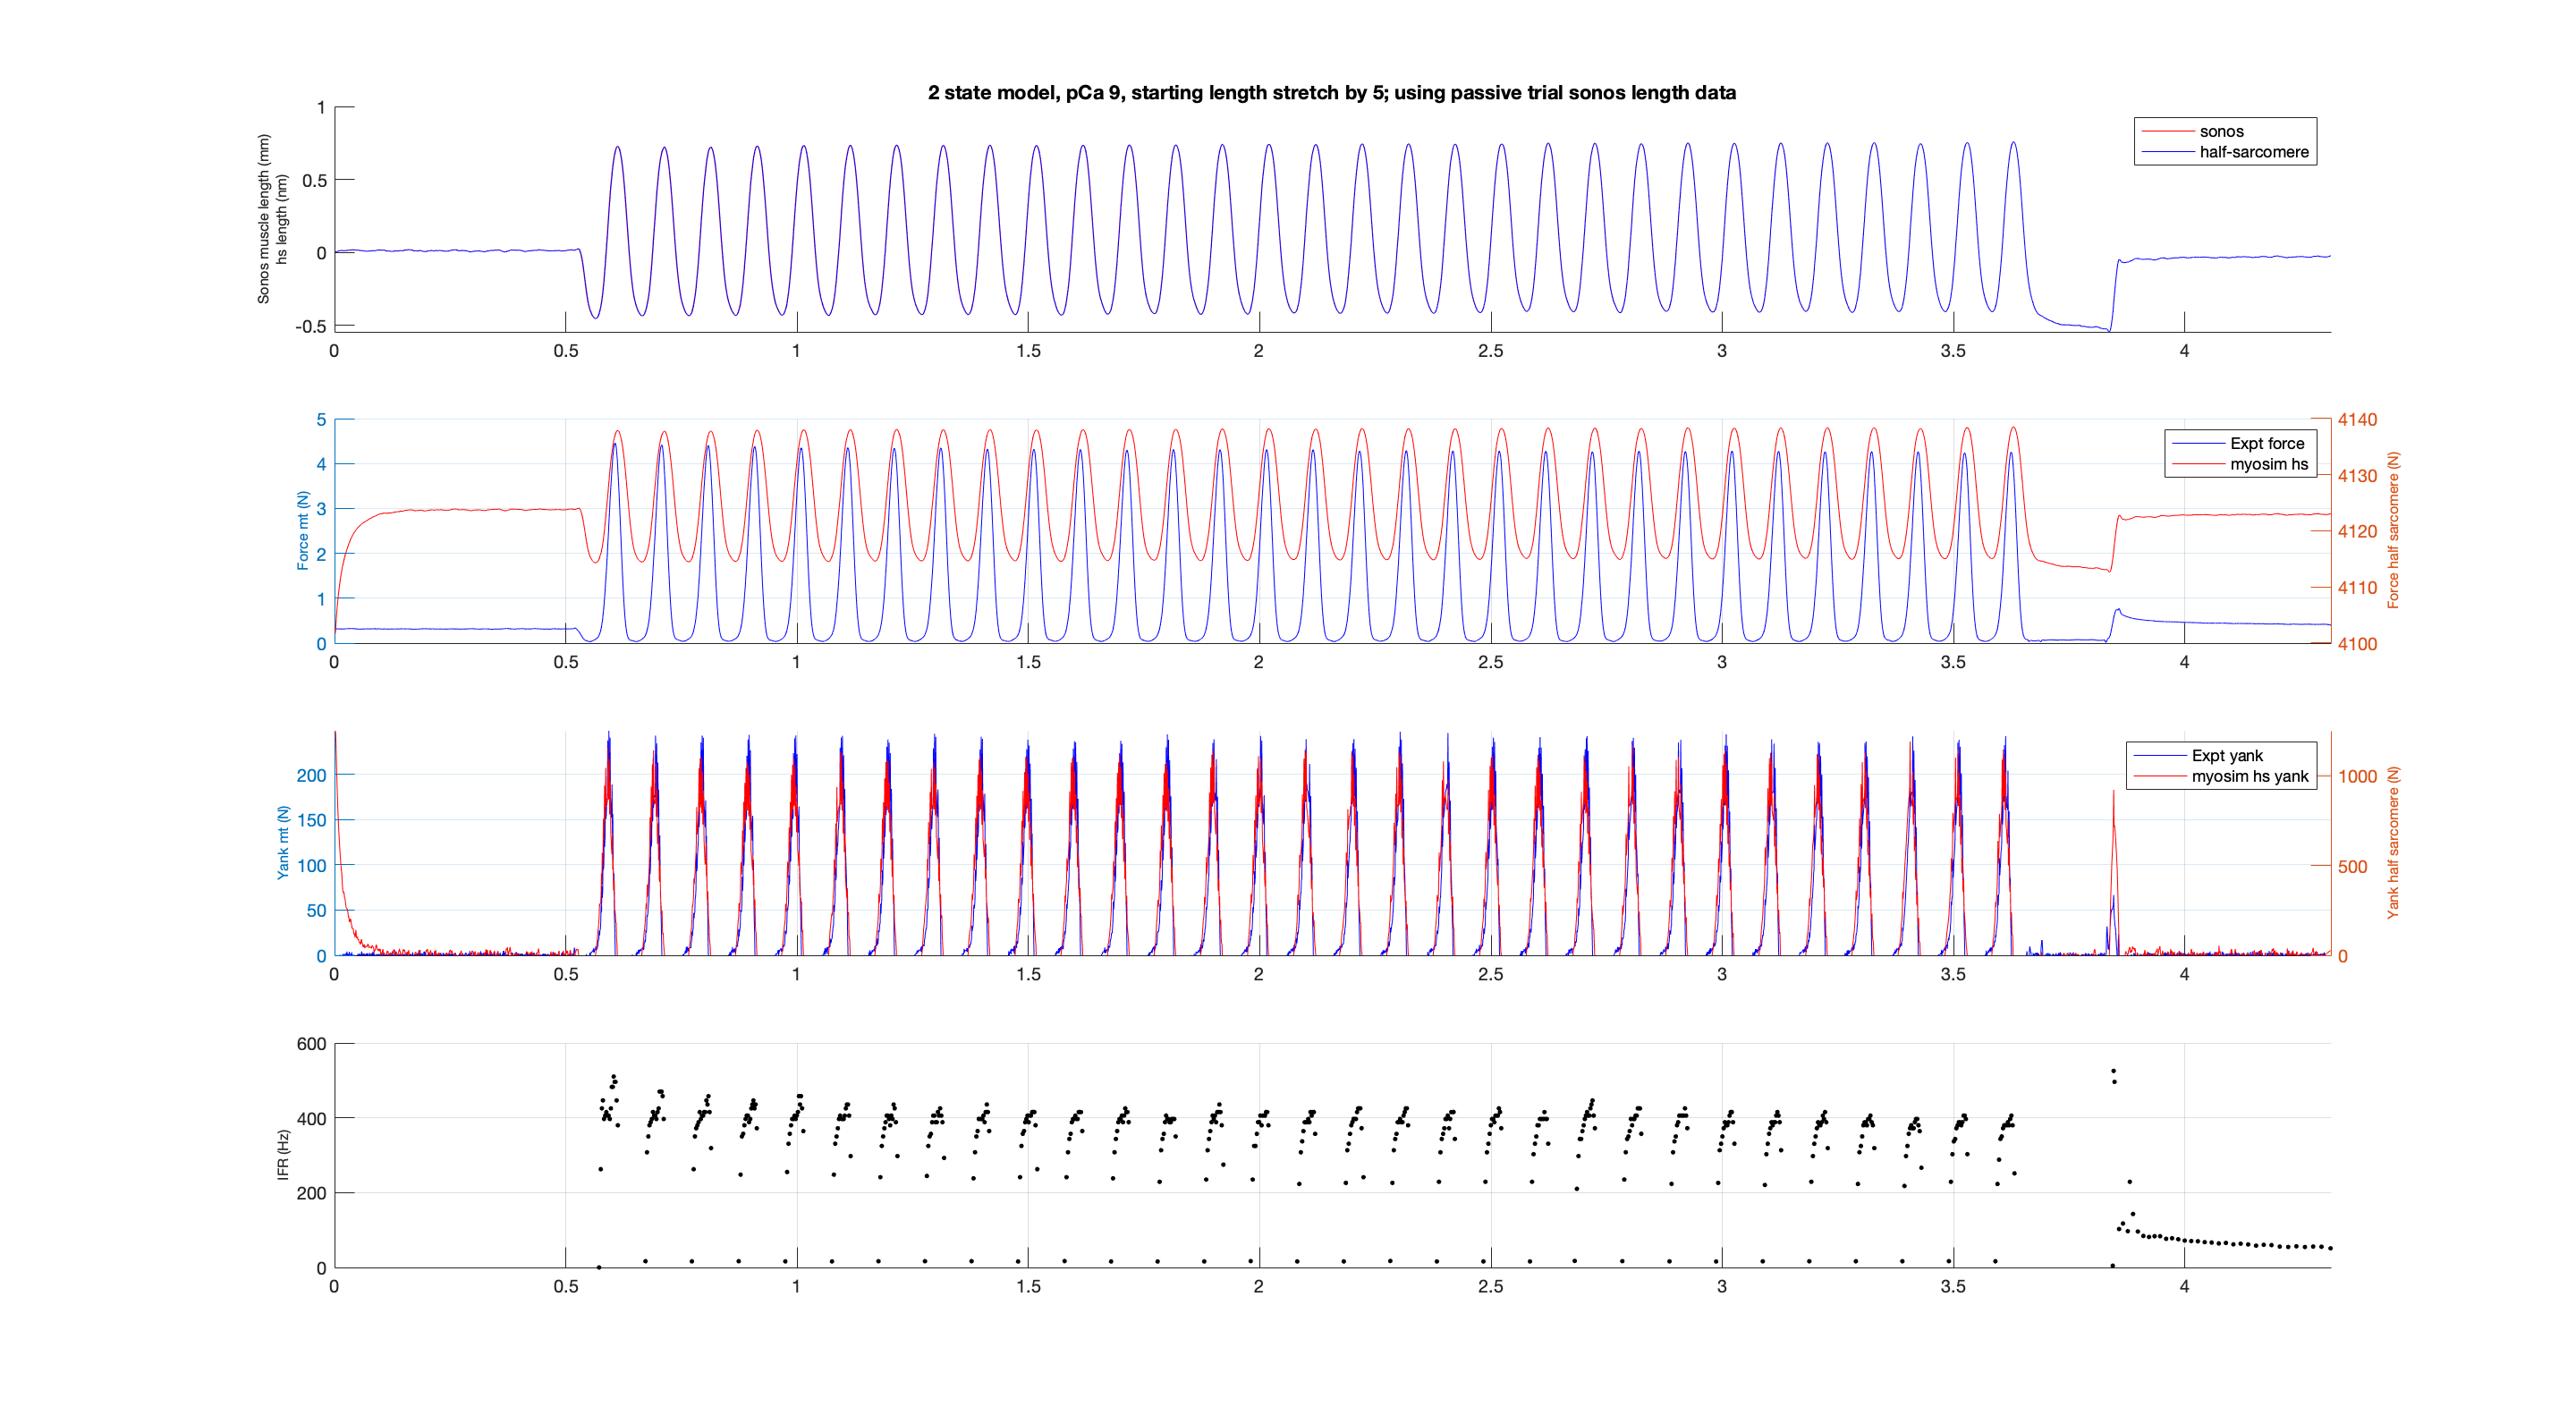 2 state model, pCa 9, starting length stretch by 5; using passive trial sonos length data
Sonos muscle length (mm)
hs length (nm)
1
0.5
0
-0.5
0 0.5 1 1.5 2 2.5 3 3.5 4
sonos
half-sarcomere
Force mt (N)
5
4
3
2
1
0
0 0.5 1 1.5 2 2.5 3 3.5 4
Expt force
myosim hs
4140
4130
4120
4110
4100
Force half sarcomere (N)
Yank mt (N)
200
150
100
50
0
0 0.5 1 1.5 2 2.5 3 3.5 4
Expt yank
myosim hs yank
1000
500
0
Yank half sarcomere (N)
IFR (Hz)
600
400
200
0
0 0.5 1 1.5 2 2.5 3 3.5 4